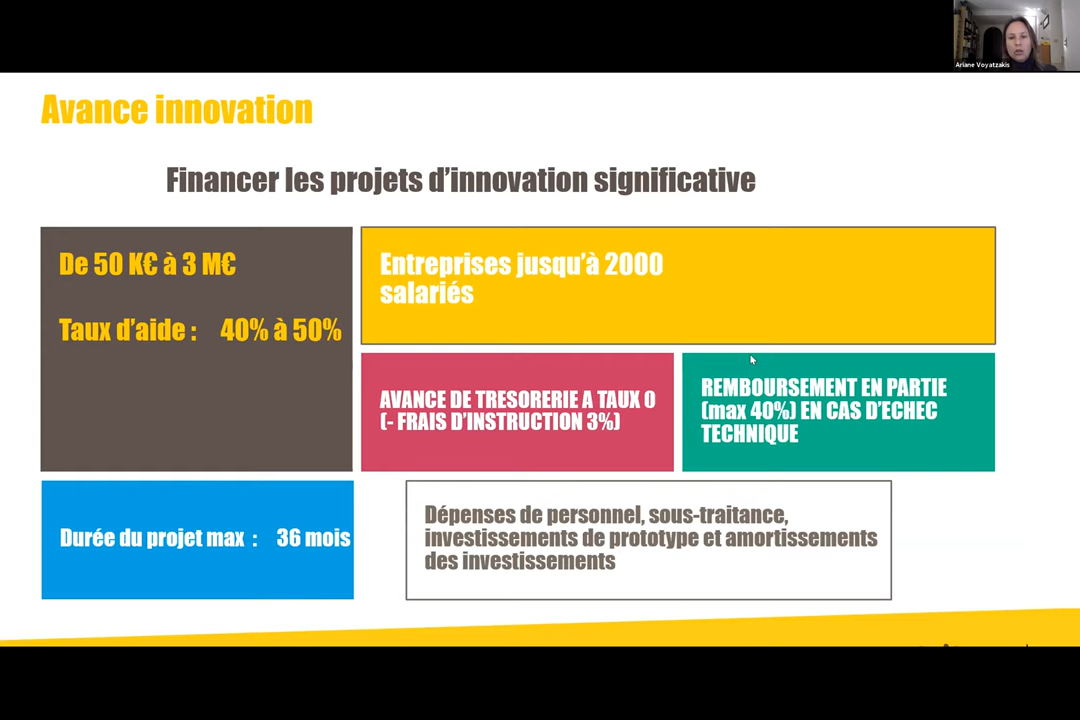 Ariane Voyatzakis
Avance innovation
Financer les projets d'innovation significative
De 50 K€ à 3 M€
Taux d'aide : 40% à 50%
Entreprises jusqu'à 2000
salariés
AVANCE DE TRESORERIE A TAUX 0
(- FRAIS D'INSTRUCTION 3%)
REMBOURSEMENT EN PARTIE
(max 40%) EN CAS D'ECHEC
TECHNIQUE
Durée du projet max : 36 mois
Dépenses de personnel, sous-traitance,
investissements de prototype et amortissements
des investissements